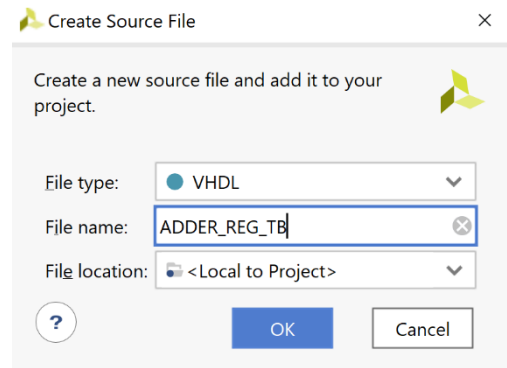 Create Source File
Create a new source file and add it to your
project.
File type: VHDL
File name: ADDER_REG_TB
File location: <Local to Project>
? OK Cancel